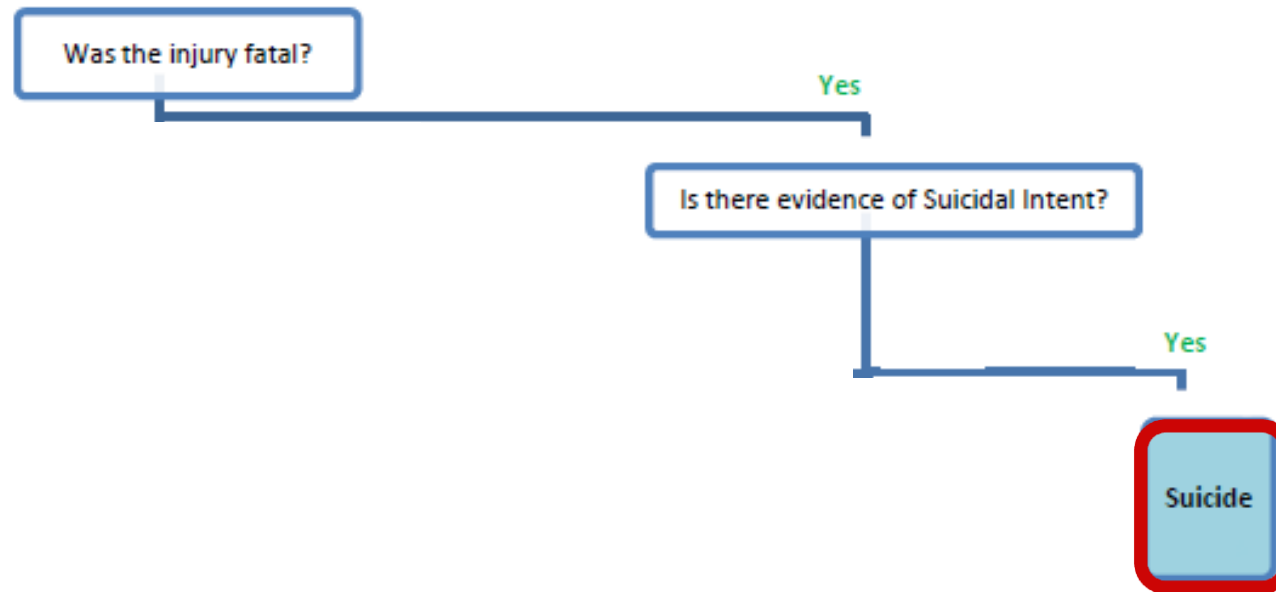 Was the injury fatal?
Yes
Is there evidence of Suicidal Intent?
Yes
Suicide